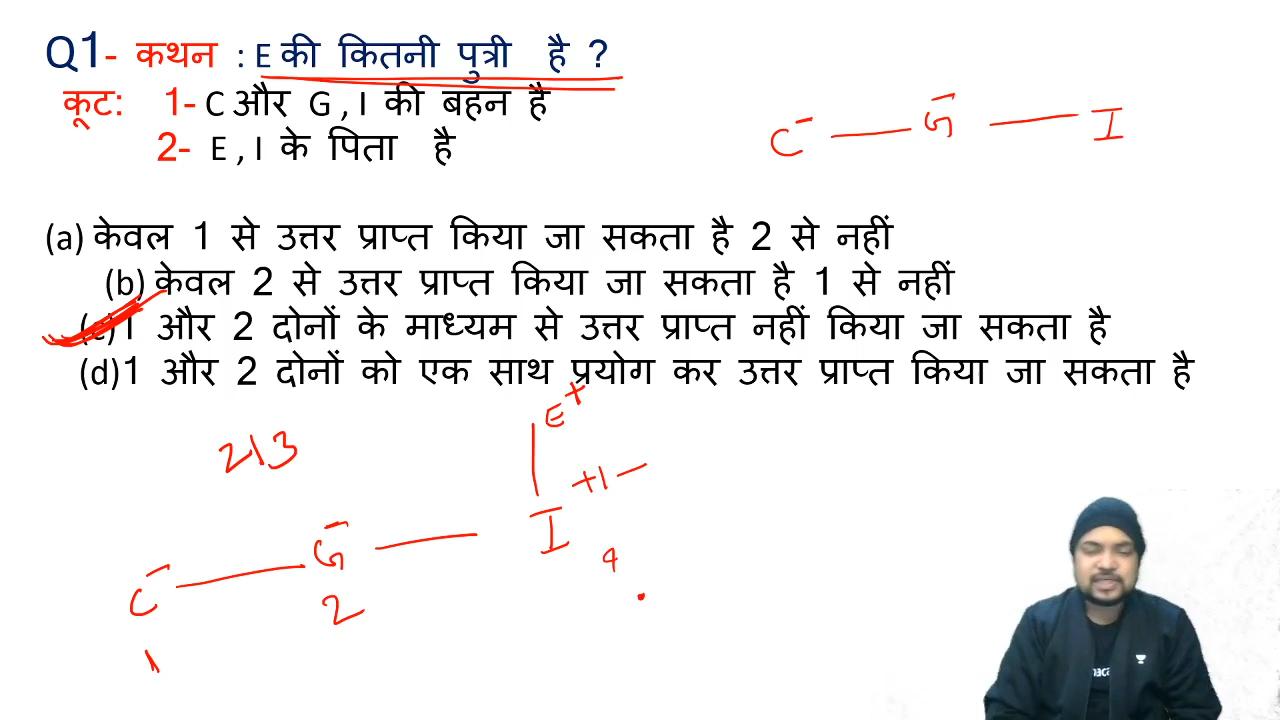 Q1- कथन : E की कितनी पुत्री है ?
कूट: 1- C और G , I की बहन है
2- E , I के पिता है
C - G - I
(a) केवल 1 से उत्तर प्राप्त किया जा सकता है 2 से नहीं
(b) केवल 2 से उत्तर प्राप्त किया जा सकता है 1 से नहीं
(c) 1 और 2 दोनों के माध्यम से उत्तर प्राप्त नहीं किया जा सकता है
(d)1 और 2 दोनों को एक साथ प्रयोग कर उत्तर प्राप्त किया जा सकता है
E +
2/3
+/-
C - G - I
2
1